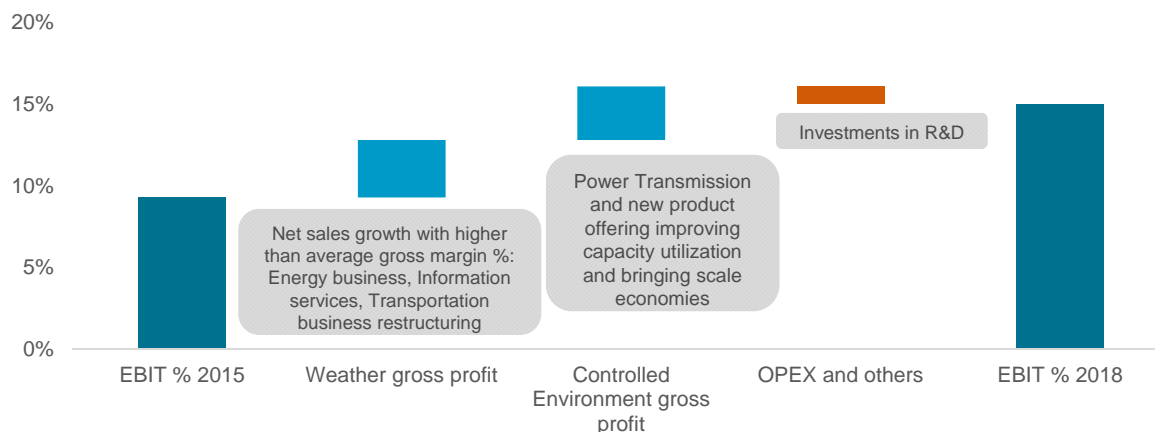 20%
15%
10%
5%
0%
Investments in R&D
Power Transmission
and new product
offering improving
capacity utilization
and bringing scale
economies
Net sales growth with higher
than average gross margin %:
Energy business, Information
services, Transportation
business restructuring
EBIT % 2015
Weather gross profit
Controlled
Environment gross
profit
OPEX and others
EBIT % 2018